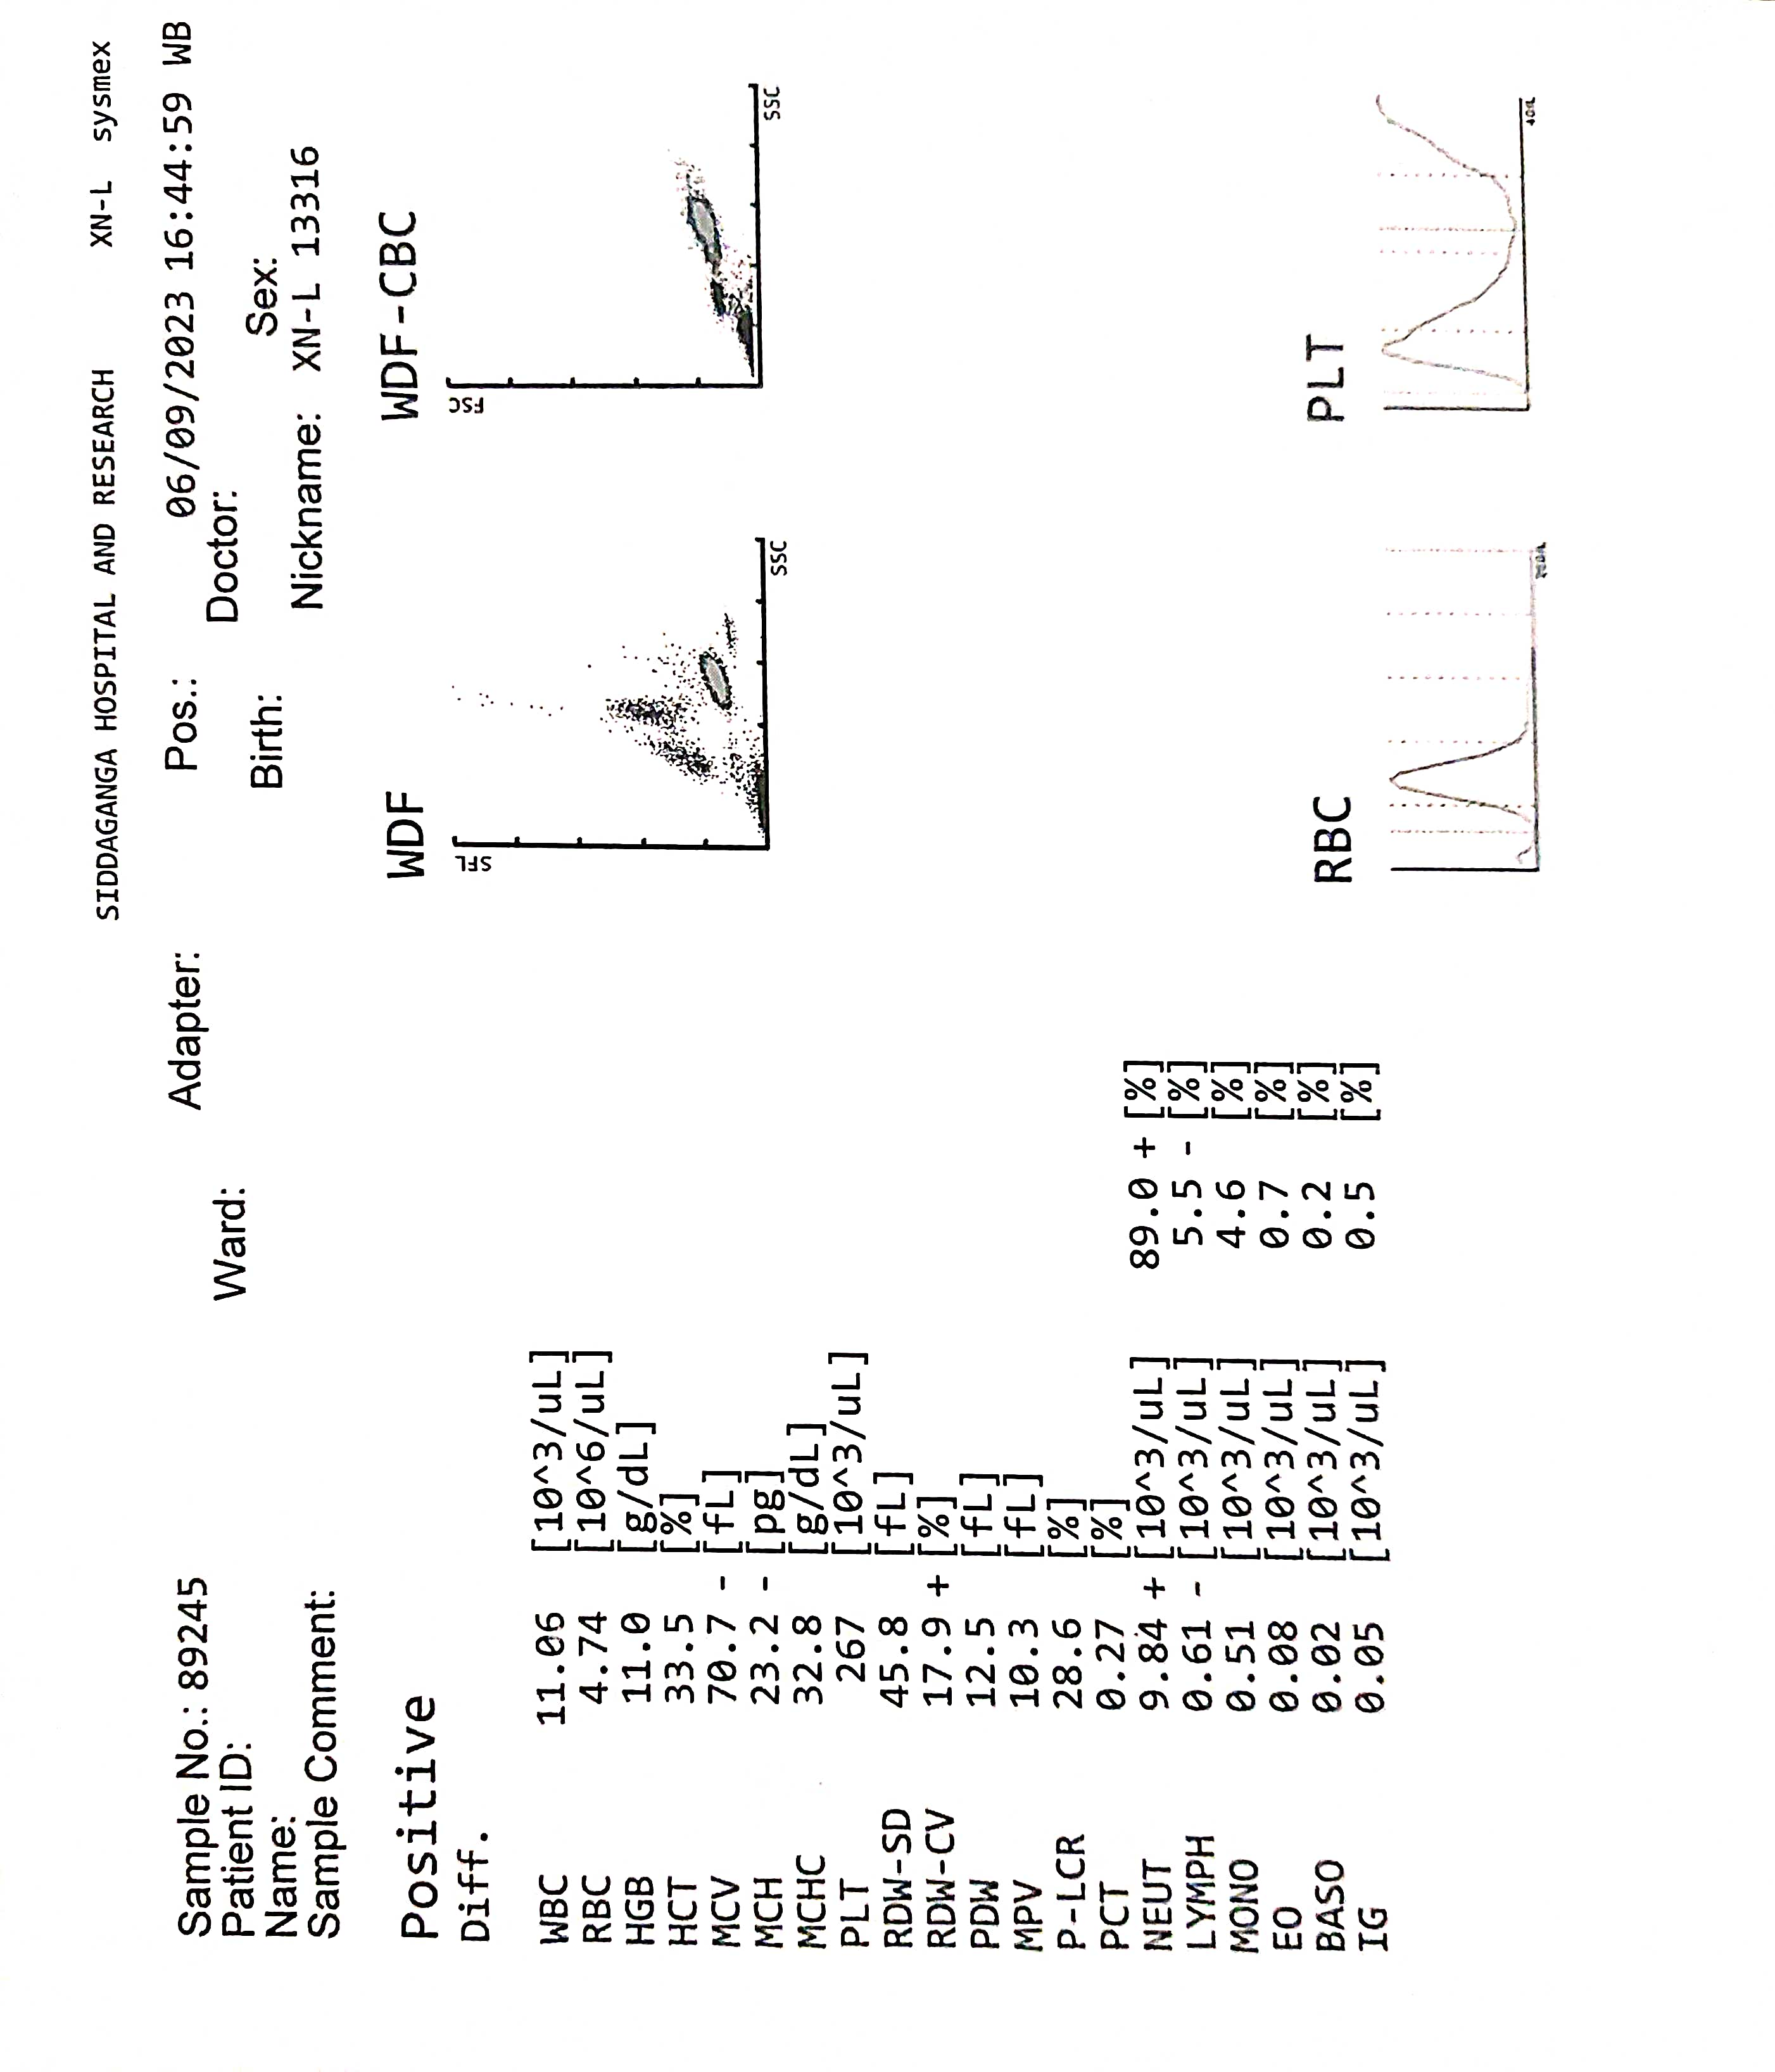 SIDDAGANGA HOSPITAL AND RESEARCH XN-L sysmex
Sample No.: 89245 Adapter: Pos.: 06/09/2023 16:44:59 WB
Patient ID: Ward: Doctor:
Name: Birth: Sex:
Sample Comment: Nickname: XN-L 13316
Positive
Diff.
WDF WDF-CBC
SFL FSC
SSC SSC
WBC 11.06 [10^3/uL]
RBC 4.74 [10^6/uL]
HGB 11.0 [g/dL]
HCT 33.5 [%]
MCV 70.7 - [fL]
MCH 23.2 - [pg]
MCHC 32.8 [g/dL]
PLT 267 [10^3/uL]
RDW-SD 45.8 [fL]
RDW-CV 17.9 + [%]
PDW 12.5 [fL]
MPV 10.3 [fL]
P-LCR 28.6 [%]
PCT 0.27 [%]
NEUT 9.84 + [10^3/uL] 89.0 + [%]
LYMPH 0.61 - [10^3/uL] 5.5 - [%]
MONO 0.51 [10^3/uL] 4.6 [%]
EO 0.08 [10^3/uL] 0.7 [%]
BASO 0.02 [10^3/uL] 0.2 [%]
IG 0.05 [10^3/uL] 0.5 [%]
RBC PLT